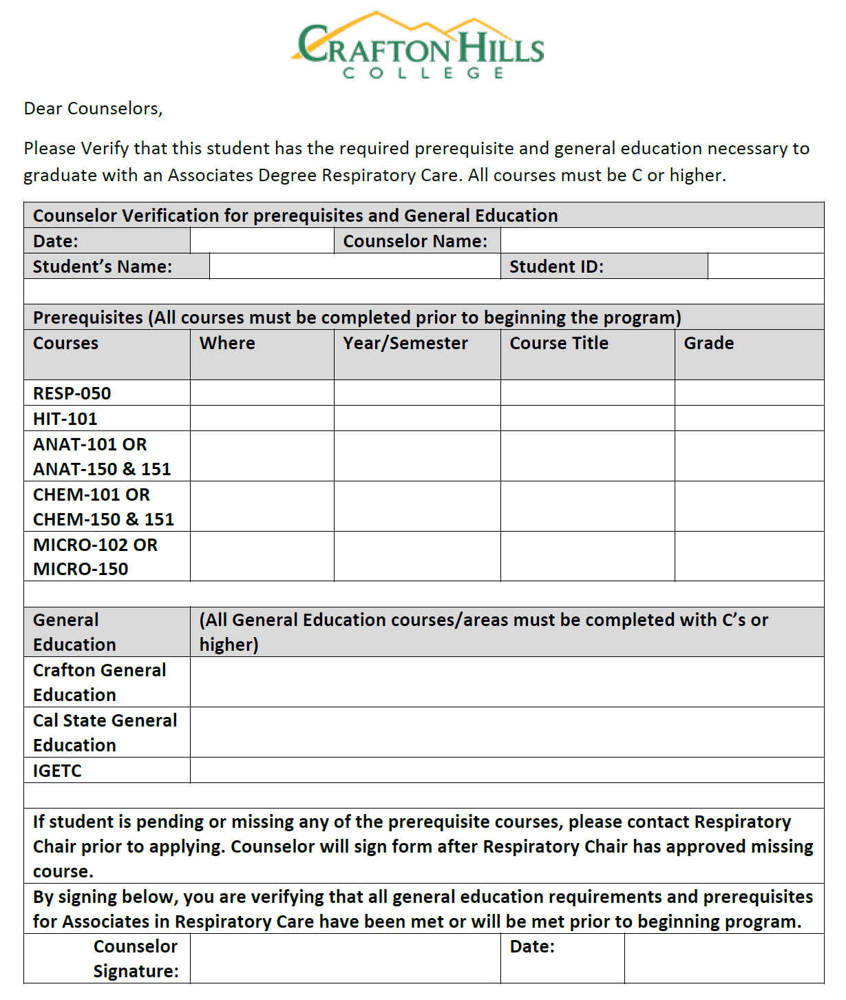 CRAFTON HILLS
COLLEGE
Dear Counselors,
Please Verify that this student has the required prerequisite and general education necessary to
graduate with an Associates Degree Respiratory Care. All courses must be C or higher.
Counselor Verification for prerequisites and General Education
Date: Counselor Name:
Student’s Name: Student ID:
Prerequisites (All courses must be completed prior to beginning the program)
Courses Where Year/Semester Course Title Grade
RESP-050
HIT-101
ANAT-101 OR
ANAT-150 & 151
CHEM-101 OR
CHEM-150 & 151
MICRO-102 OR
MICRO-150
General
Education
(All General Education courses/areas must be completed with C’s or
higher)
Crafton General
Education
Cal State General
Education
IGETC
If student is pending or missing any of the prerequisite courses, please contact Respiratory
Chair prior to applying. Counselor will sign form after Respiratory Chair has approved missing
course.
By signing below, you are verifying that all general education requirements and prerequisites
for Associates in Respiratory Care have been met or will be met prior to beginning program.
Counselor
Signature:
Date: